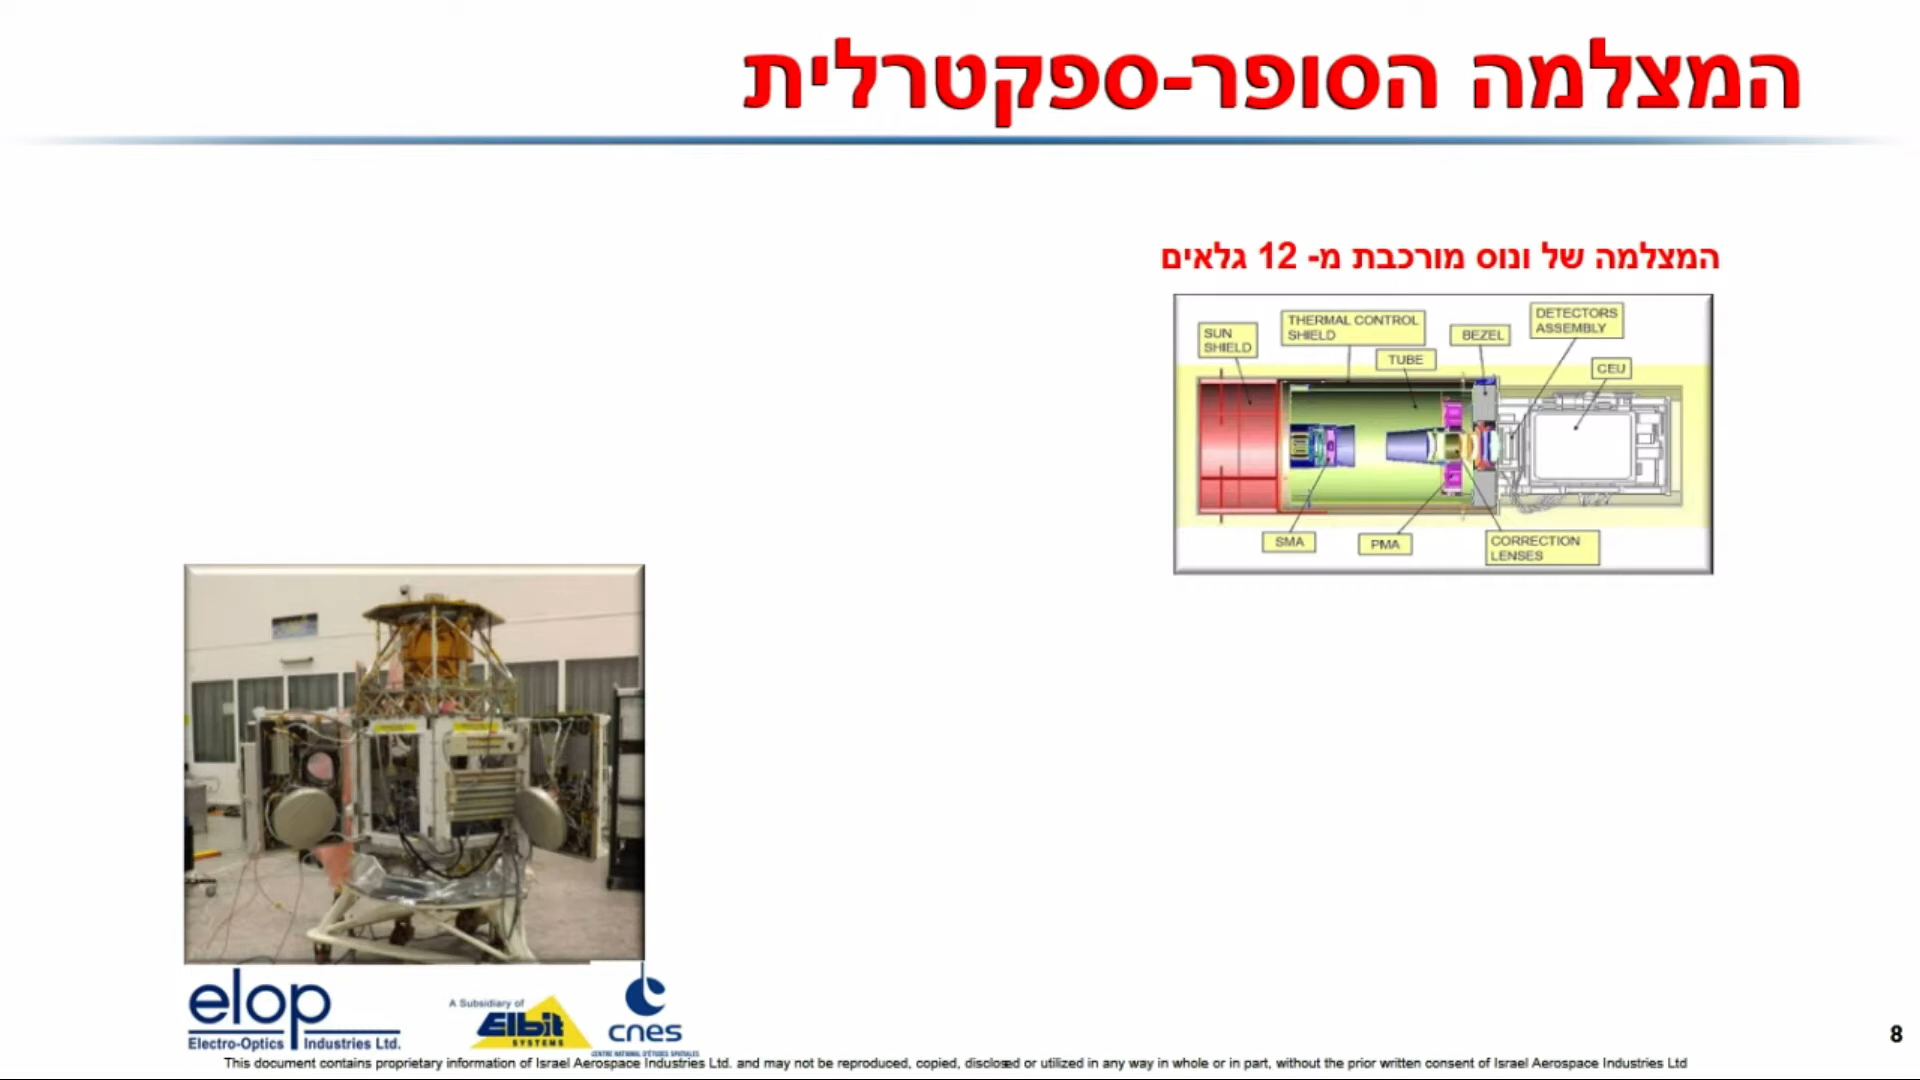 המצלמה הסופר-ספקטרלית
המצלמה של ונוס מורכבת מ- 12 גלאים
SUN
SHIELD
THERMAL CONTROL
SHIELD
TUBE
BEZEL
DETECTORS
ASSEMBLY
CEU
SMA
PMA
CORRECTION
LENSES
elop
Electro-Optics Industries Ltd.
A Subsidiary of
Elbit
SYSTEMS
cnes
CENTRE NATIONAL D'ÉTUDES SPATIALES
8
This document contains proprietary information of Israel Aerospace Industries Ltd. and may not be reproduced, copied, disclosed or utilized in any way in whole or in part, without the prior written consent of Israel Aerospace Industries Ltd